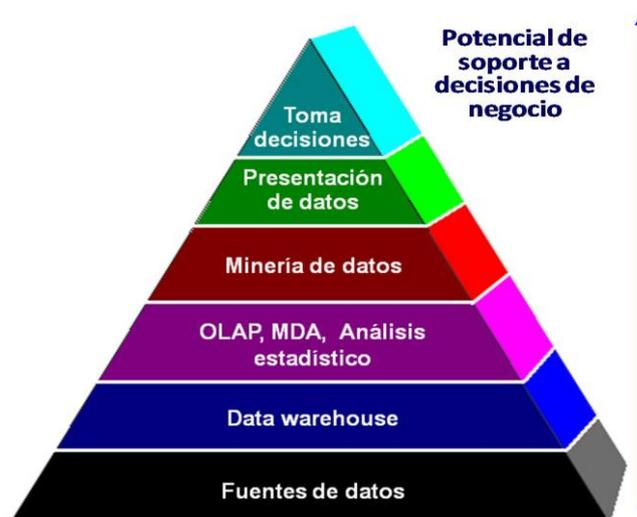 Potencial de
soporte a
decisiones de
negocio
Toma
decisiones
Presentación
de datos
Minería de datos
OLAP, MDA, Análisis
estadístico
Data warehouse
Fuentes de datos